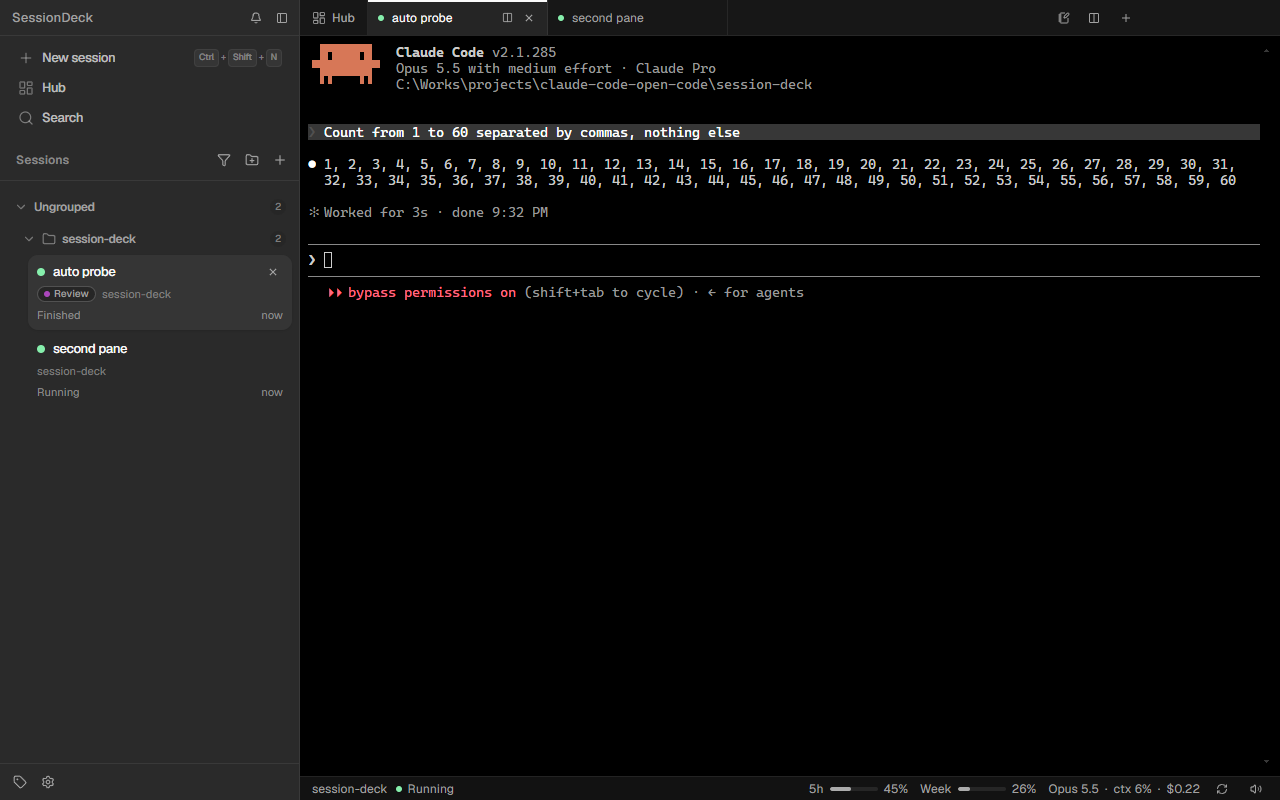 SessionDeck
New session Ctrl + Shift + N
Hub
Search
Sessions
Ungrouped 2
session-deck 2
auto probe
Review session-deck
Finished now
second pane
session-deck
Running now
Hub auto probe second pane
Claude Code v2.1.285
Opus 5.5 with medium effort · Claude Pro
C:\Works\projects\claude-code-open-code\session-deck
❯ Count from 1 to 60 separated by commas, nothing else
● 1, 2, 3, 4, 5, 6, 7, 8, 9, 10, 11, 12, 13, 14, 15, 16, 17, 18, 19, 20, 21, 22, 23, 24, 25, 26, 27, 28, 29, 30, 31,
32, 33, 34, 35, 36, 37, 38, 39, 40, 41, 42, 43, 44, 45, 46, 47, 48, 49, 50, 51, 52, 53, 54, 55, 56, 57, 58, 59, 60
✻ Worked for 3s · done 9:32 PM
❯
⏵⏵ bypass permissions on (shift+tab to cycle) · ← for agents
session-deck Running 5h 45% Week 26% Opus 5.5 · ctx 6% · $0.22